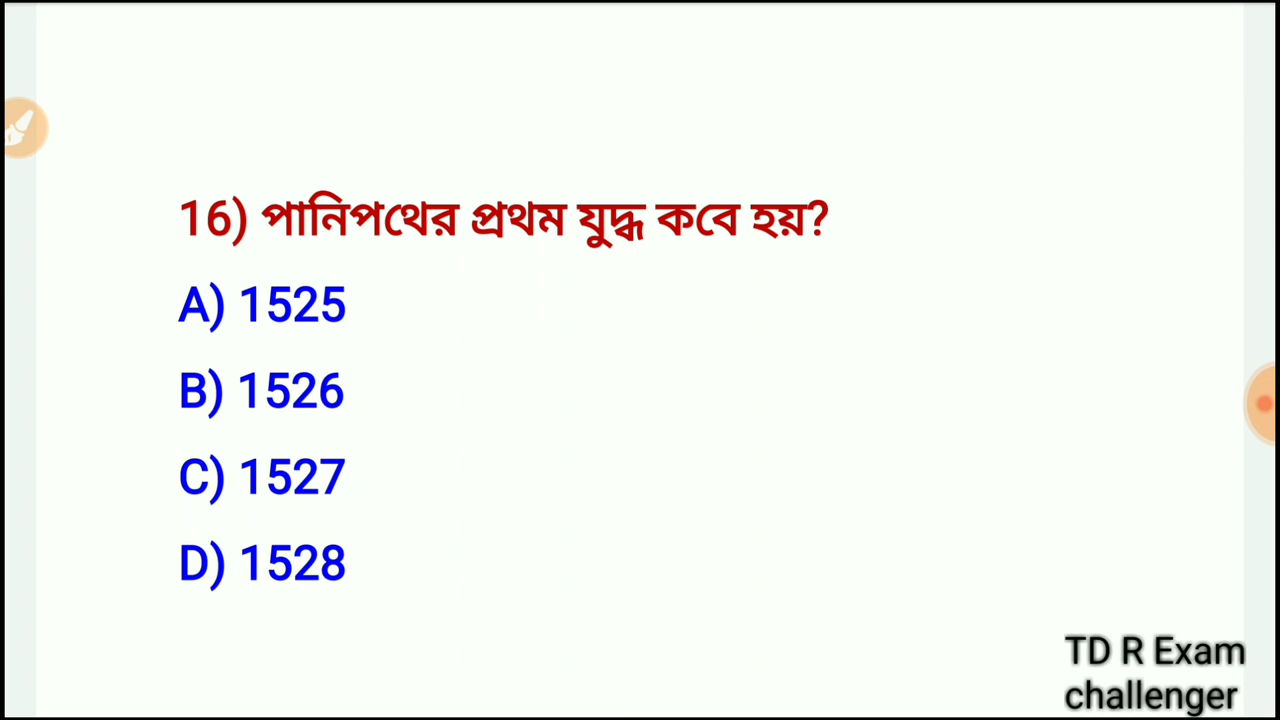 16) পানিপথের প্রথম যুদ্ধ কবে হয়?
A) 1525
B) 1526
C) 1527
D) 1528
TD R Exam
challenger